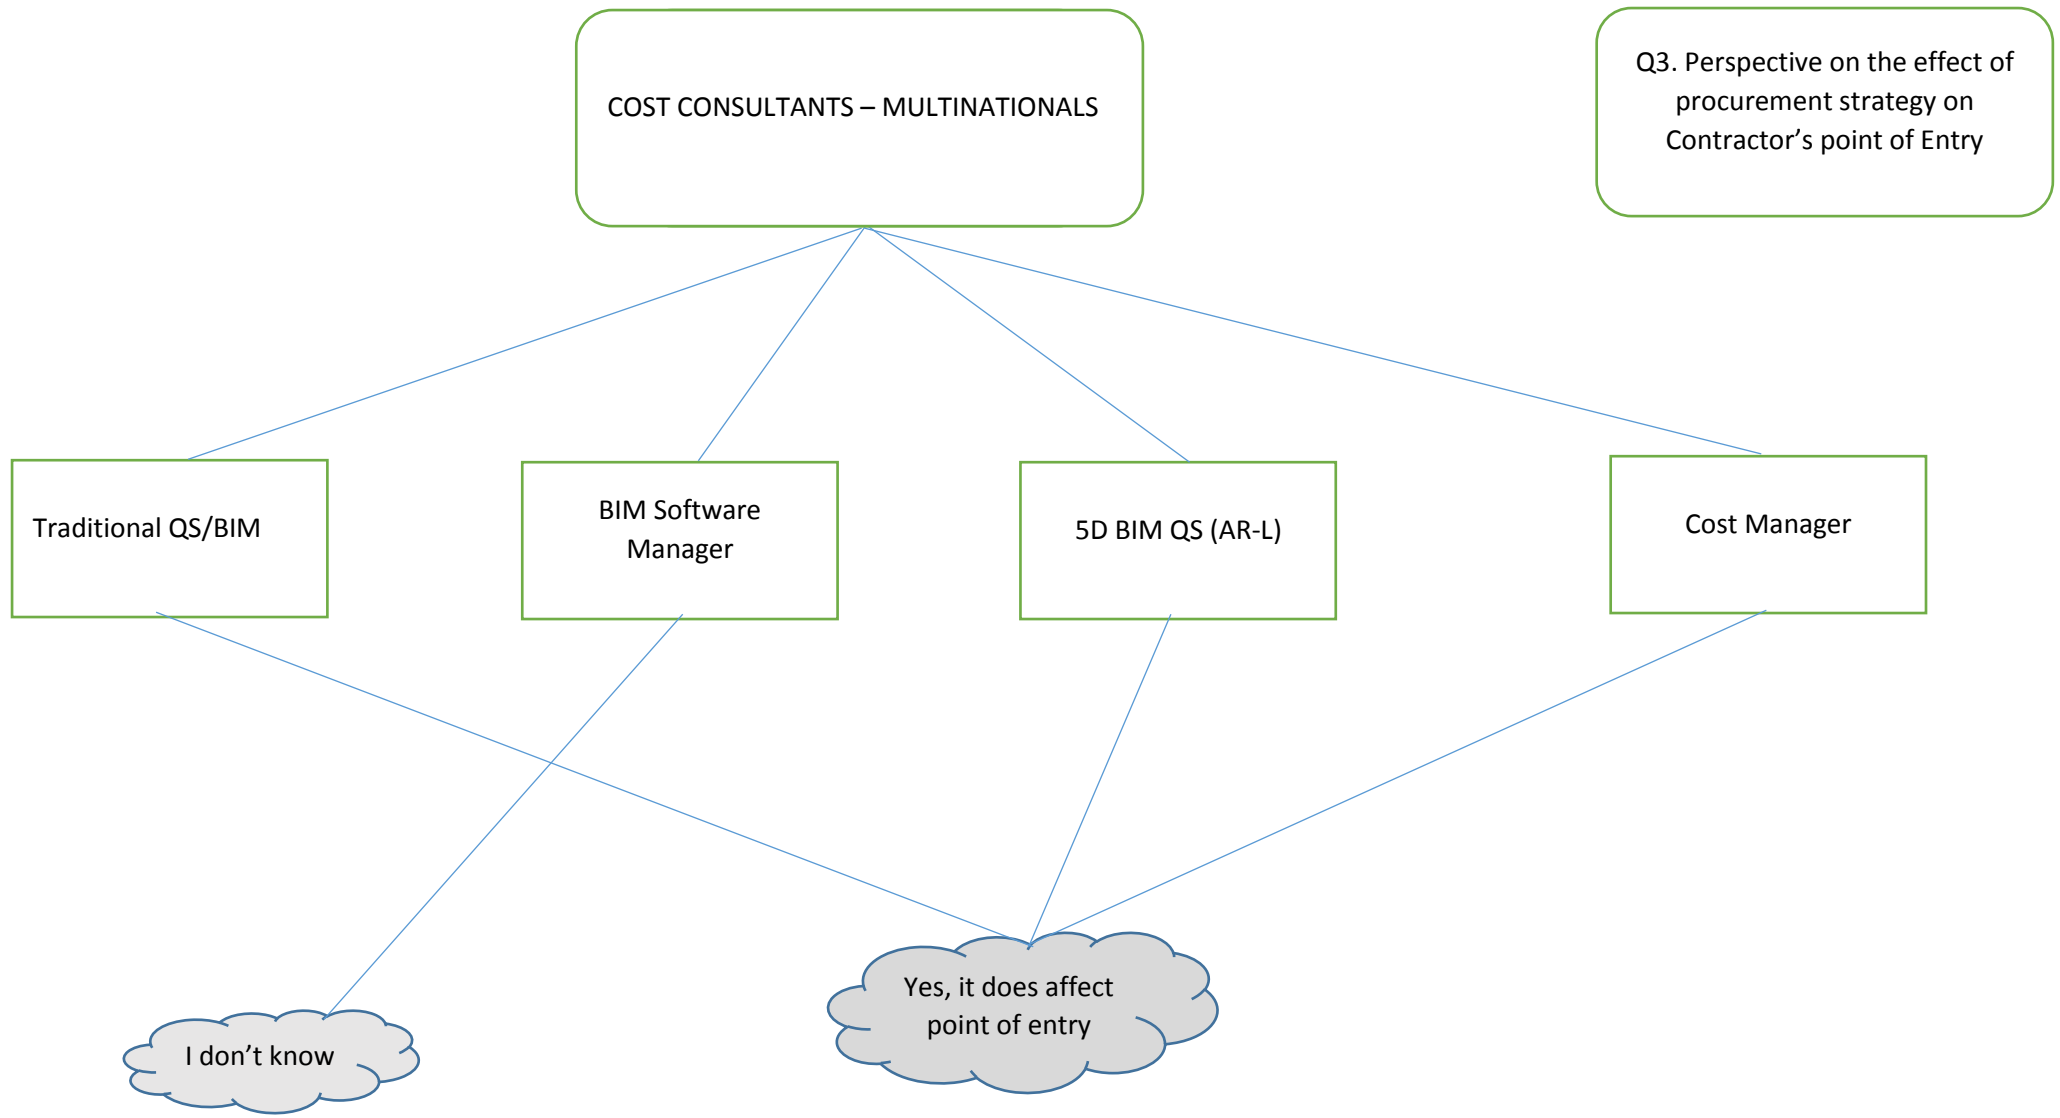 COST CONSULTANTS – MULTINATIONALS
Q3. Perspective on the effect of
procurement strategy on
Contractor’s point of Entry
Traditional QS/BIM
BIM Software
Manager
5D BIM QS (AR-L)
Cost Manager
I don’t know
Yes, it does affect
point of entry